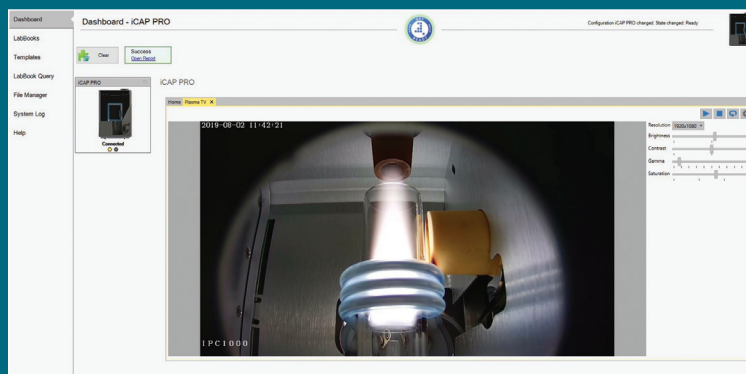 Dashboard
LabBooks
Templates
LabBook Query
File Manager
System Log
Help
Dashboard - iCAP PRO
GET
READY
Configuration iCAP PRO changed: State changed: Ready
Clear
Success
Open Report
iCAP PRO
Connected
iCAP PRO
Home Plasma TV X
2019-08-02 11:42:21
IPC1000
Resolution 1920x1080
Brightness
Contrast
Gamma
Saturation